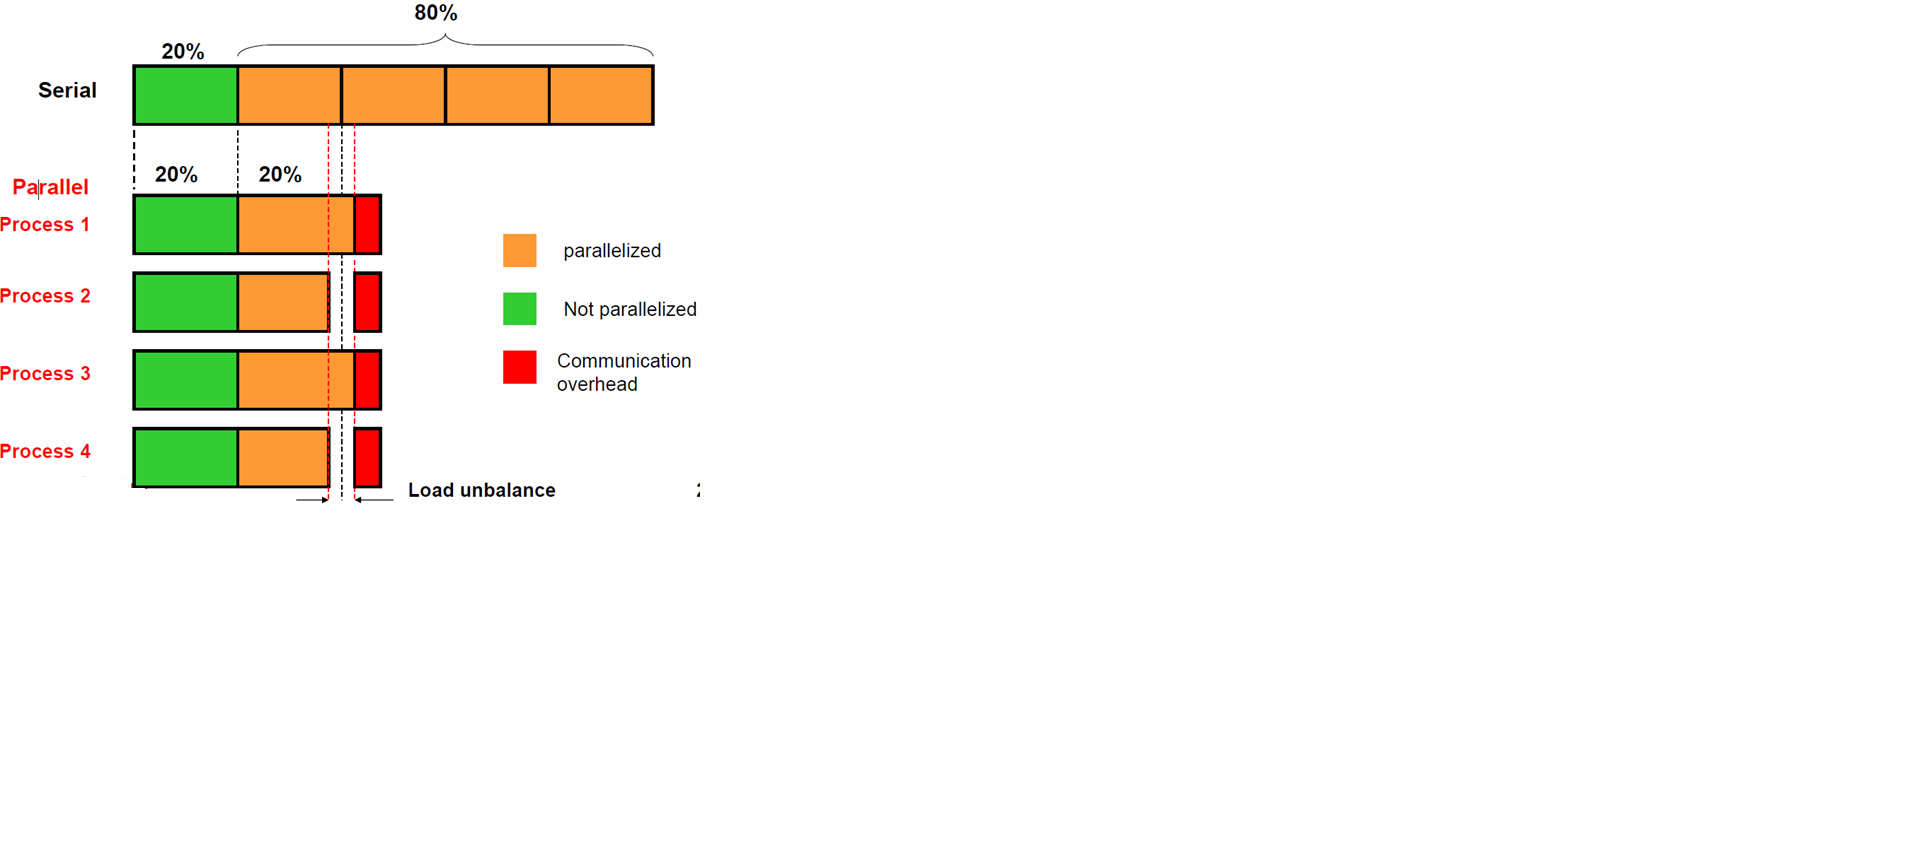 80%
20%
Serial
20%
20%
Parallel
Process 1
Process 2
Process 3
Process 4
parallelized
Not parallelized
Communication
overhead
Load unbalance